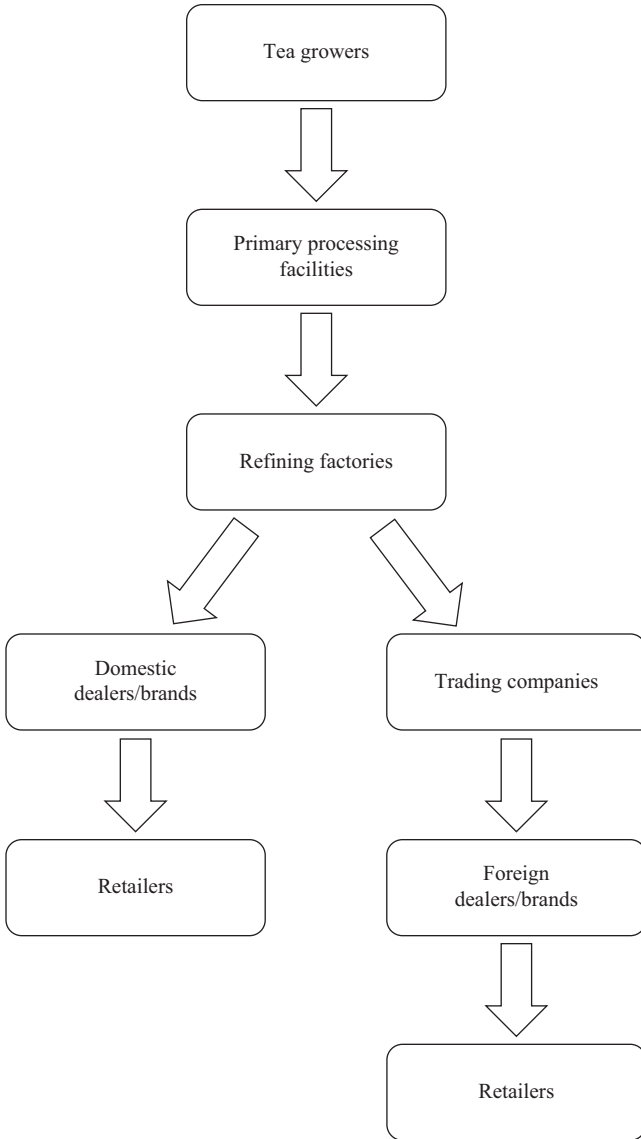 Tea growers
Primary processing
facilities
Refining factories
Domestic
dealers/brands
Trading companies
Retailers
Foreign
dealers/brands
Retailers